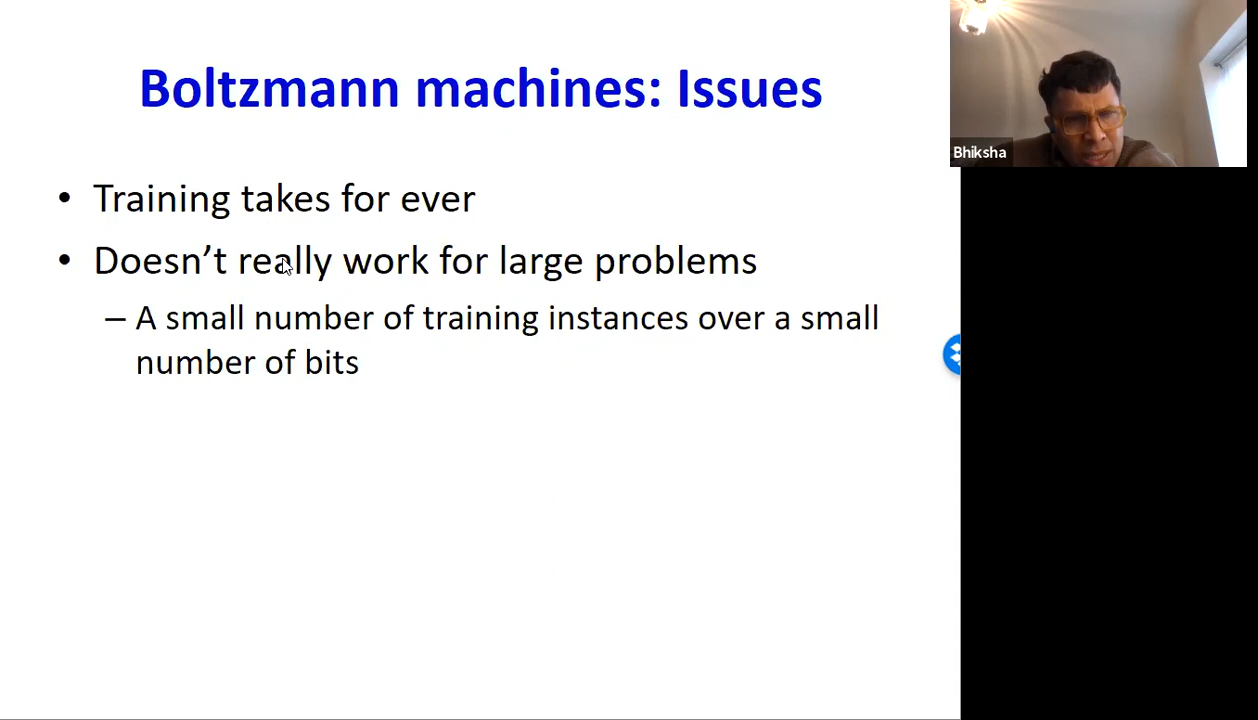 Boltzmann machines: Issues
Bhiksha
• Training takes for ever
• Doesn’t really work for large problems
– A small number of training instances over a small
number of bits